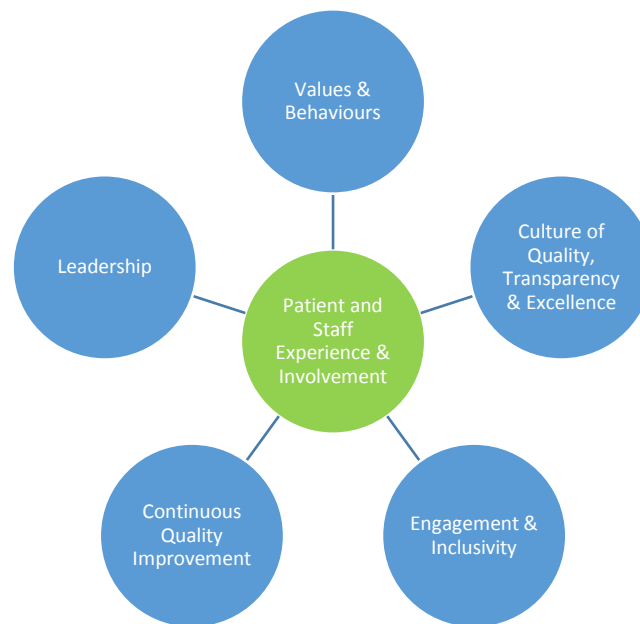 Values &
Behaviours
Culture of
Quality,
Transparency
& Excellence
Engagement &
Inclusivity
Continuous
Quality
Improvement
Leadership
Patient and
Staff
Experience &
Involvement